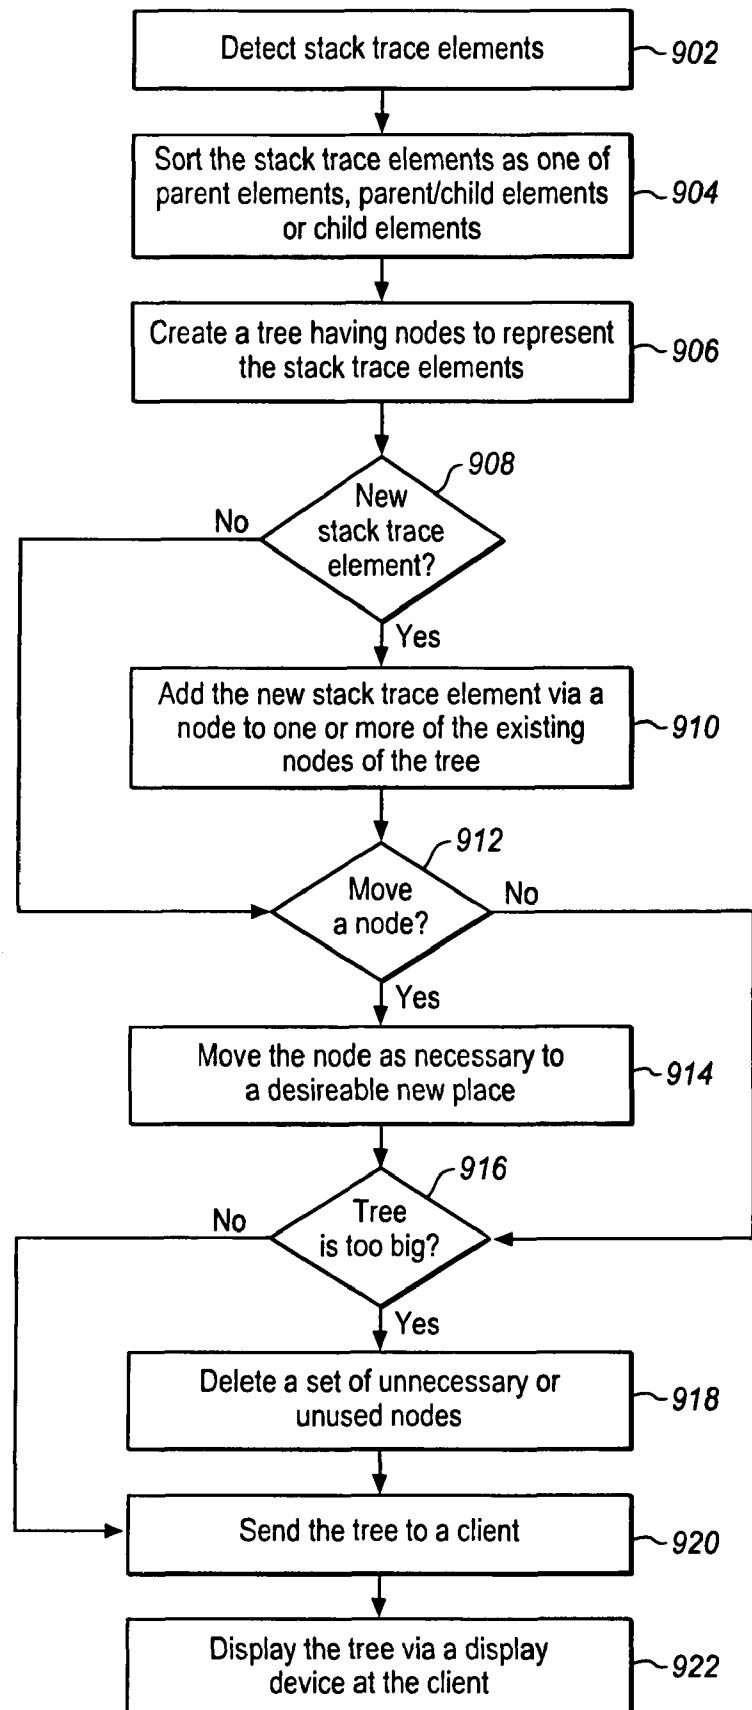 Detect stack trace elements
902
Sort the stack trace elements as one of
parent elements, parent/child elements
or child elements
904
Create a tree having nodes to represent
the stack trace elements
906
908
New
stack trace
element?
No
Yes
Add the new stack trace element via a
node to one or more of the existing
nodes of the tree
910
912
Move
a node?
No
Yes
Move the node as necessary to
a desireable new place
914
916
Tree
is too big?
No
Yes
Delete a set of unnecessary or
unused nodes
918
Send the tree to a client
920
Display the tree via a display
device at the client
922